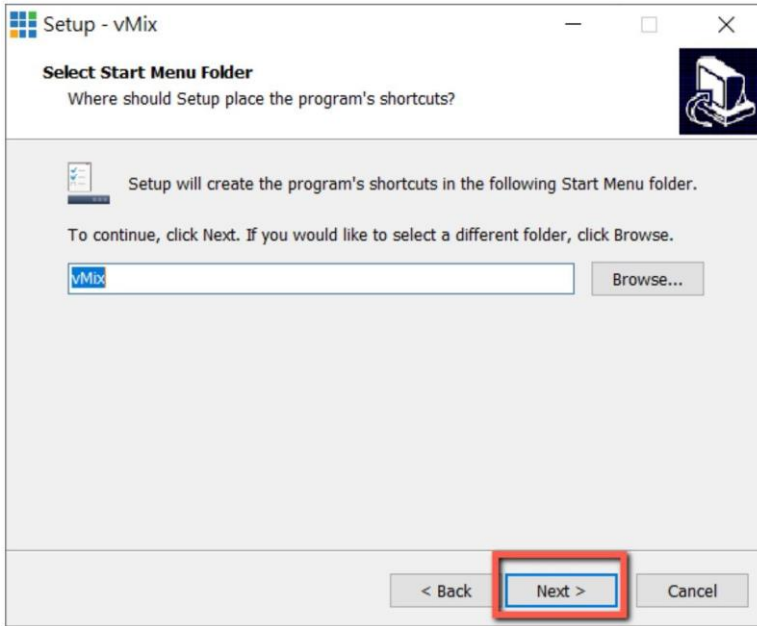 Setup - vMix
Select Start Menu Folder
Where should Setup place the program's shortcuts?
Setup will create the program's shortcuts in the following Start Menu folder.
To continue, click Next. If you would like to select a different folder, click Browse.
vMix
Browse...
< Back
Next >
Cancel